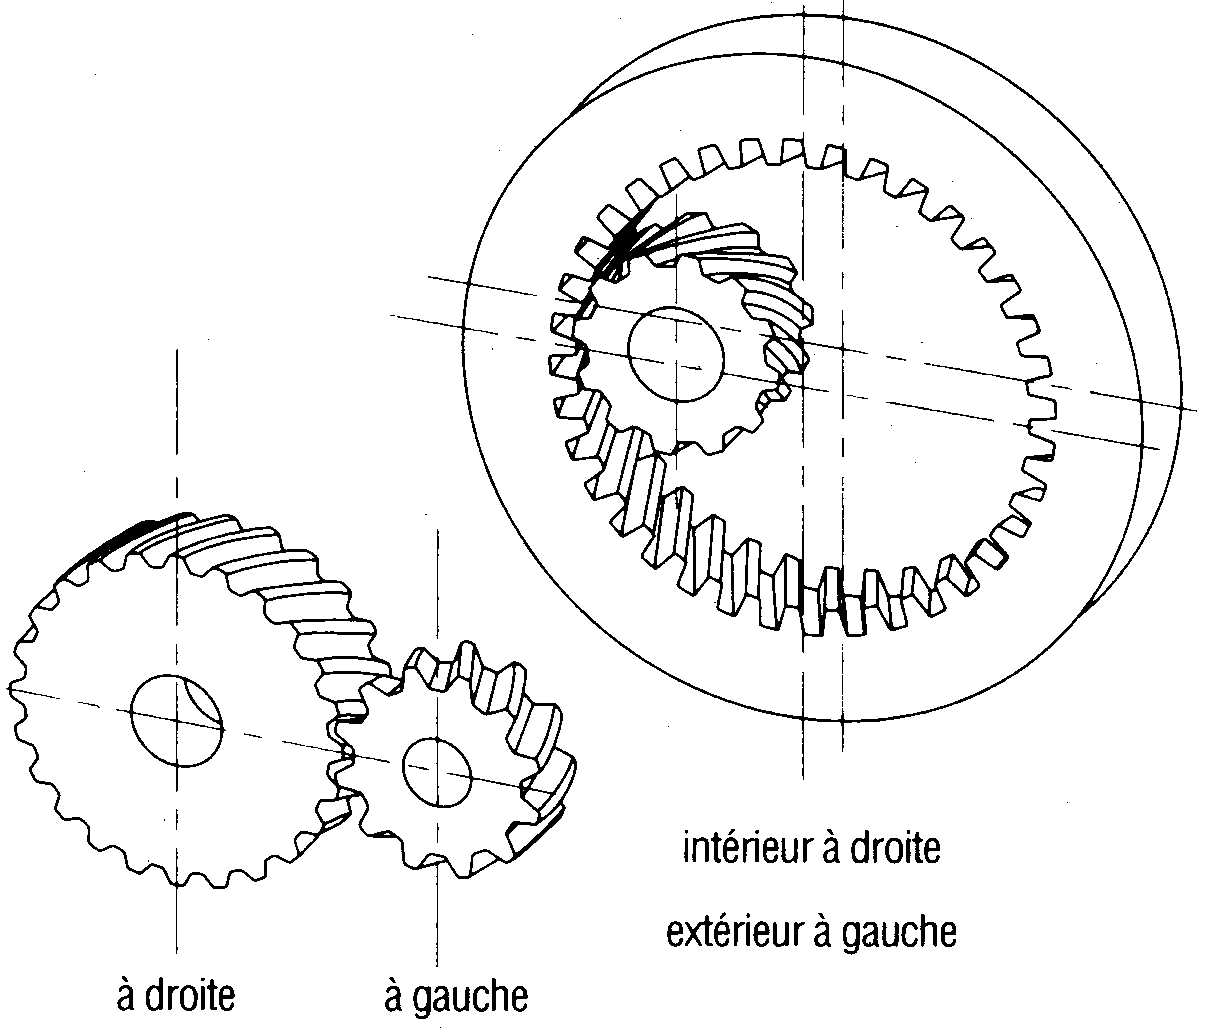 intérieur à droite
extérieur à gauche
à droite
à gauche